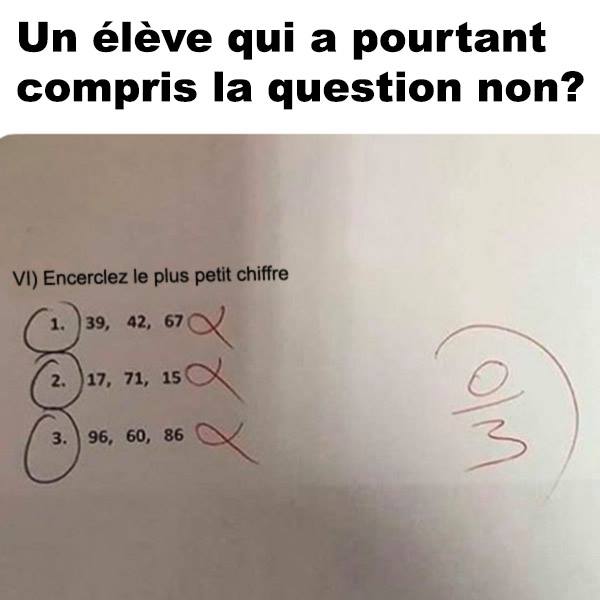 Un élève qui a pourtant
compris la question non?
VI) Encerclez le plus petit chiffre
1. 39, 42, 67
2. 17, 71, 15
3. 96, 60, 86
0/3